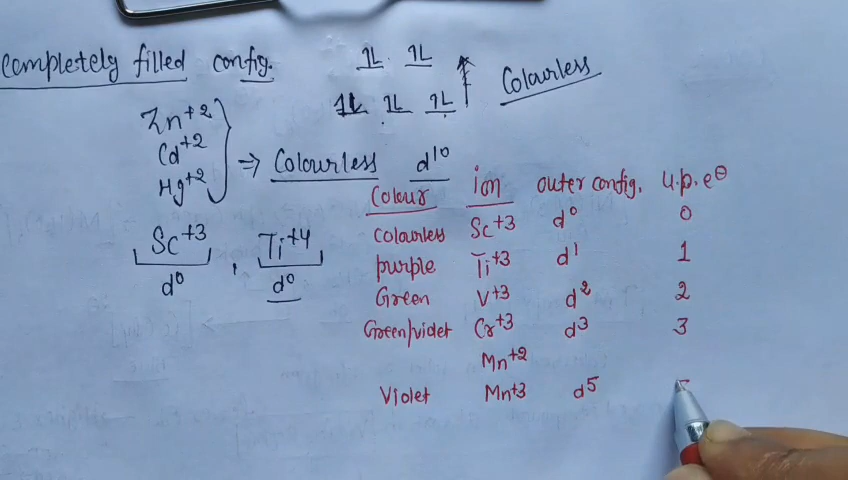 Completely filled config. 1L 1L
1L 1L 1L
Colourless
Zn+2
Cd+2
Hg+2
=> Colourless d10
Sc+3 , Ti+4
d0 d0
Colour Ion outer config. u.p.e⊖
Colourless Sc+3 d0 0
purple Ti+3 d1 1
Green V+3 d2 2
Green/violet Cr+3 d3 3
Mn+2
Violet Mn+3 d5